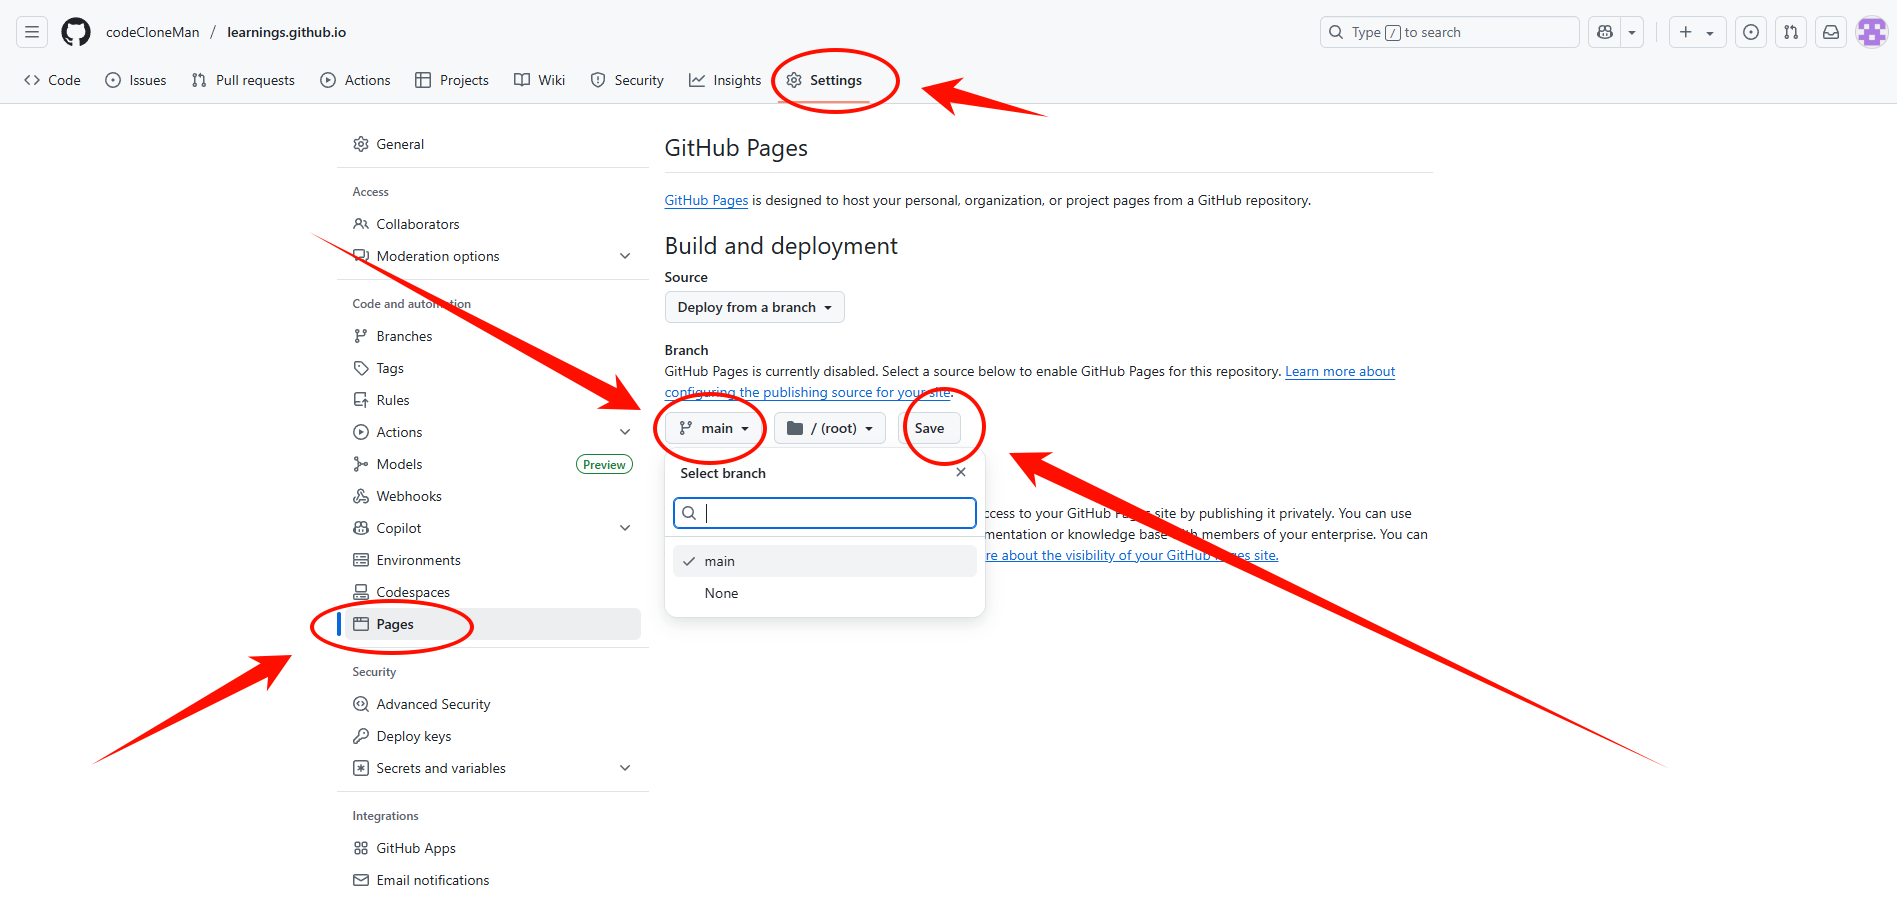 codeCloneMan / learnings.github.io
Type / to search
Code Issues Pull requests Actions Projects Wiki Security Insights Settings
General
Access
Collaborators
Moderation options
Code and automation
Branches
Tags
Rules
Actions
Models Preview
Webhooks
Copilot
Environments
Codespaces
Pages
Security
Advanced Security
Deploy keys
Secrets and variables
Integrations
GitHub Apps
Email notifications
GitHub Pages
GitHub Pages is designed to host your personal, organization, or project pages from a GitHub repository.
Build and deployment
Source
Deploy from a branch
Branch
GitHub Pages is currently disabled. Select a source below to enable GitHub Pages for this repository. Learn more about
configuring the publishing source for your site.
main / (root) Save
Select branch
main
None
ccess to your GitHub Pages site by publishing it privately. You can use
mentation or knowledge base with members of your enterprise. You can
re about the visibility of your GitHub Pages site.